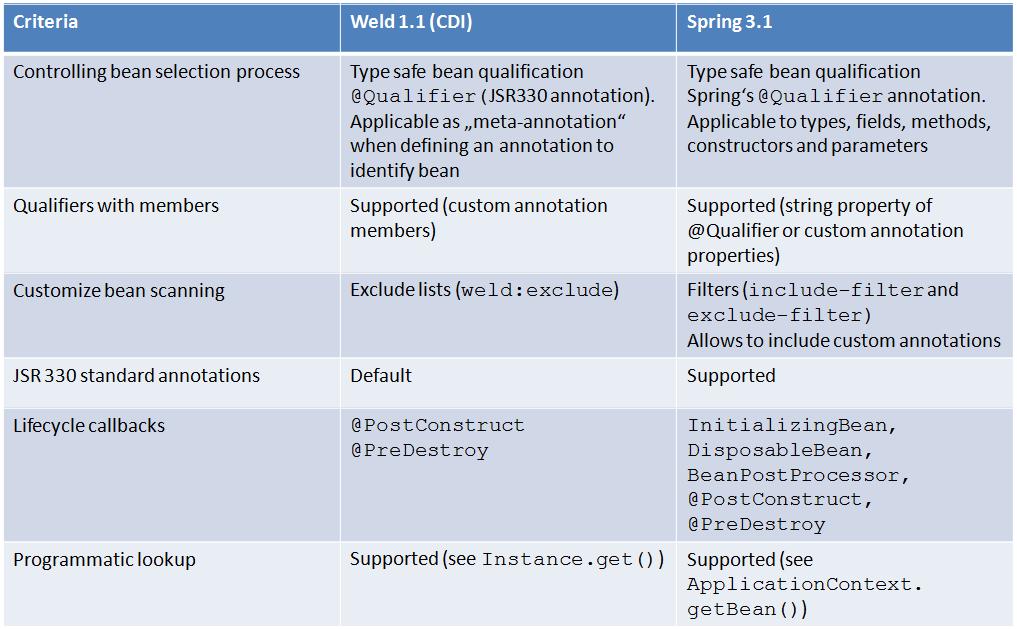 Criteria
Weld 1.1 (CDI)
Spring 3.1
Controlling bean selection process
Type safe bean qualification
@Qualifier (JSR330 annotation).
Applicable as „meta-annotation“
when defining an annotation to
identify bean
Type safe bean qualification
Spring‘s @Qualifier annotation.
Applicable to types, fields, methods,
constructors and parameters
Qualifiers with members
Supported (custom annotation
members)
Supported (string property of
@Qualifier or custom annotation
properties)
Customize bean scanning
Exclude lists (weld:exclude)
Filters (include-filter and
exclude-filter)
Allows to include custom annotations
JSR 330 standard annotations
Default
Supported
Lifecycle callbacks
@PostConstruct
@PreDestroy
InitializingBean,
DisposableBean,
BeanPostProcessor,
@PostConstruct,
@PreDestroy
Programmatic lookup
Supported (see Instance.get())
Supported (see
ApplicationContext.
getBean())